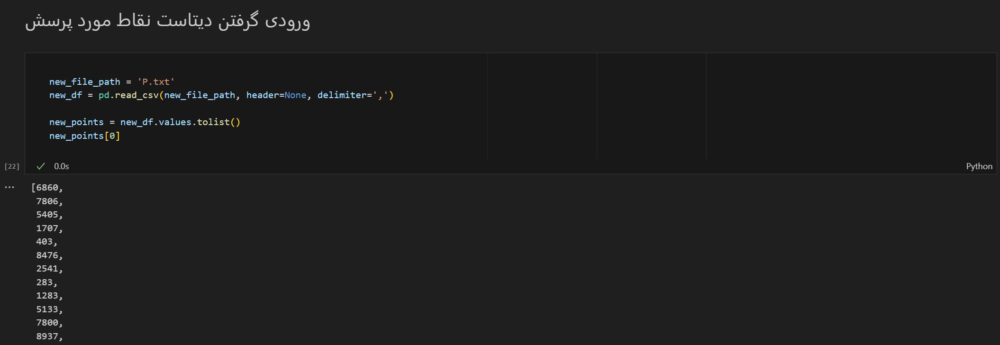 ورودی گرفتن دیتاست نقاط مورد پرسش
new_file_path = 'P.txt'
new_df = pd.read_csv(new_file_path, header=None, delimiter=',')
new_points = new_df.values.tolist()
new_points[0]
[22]
0.0s
Python
[6860,
7806,
5405,
1707,
403,
8476,
2541,
283,
1283,
5133,
7800,
8937,